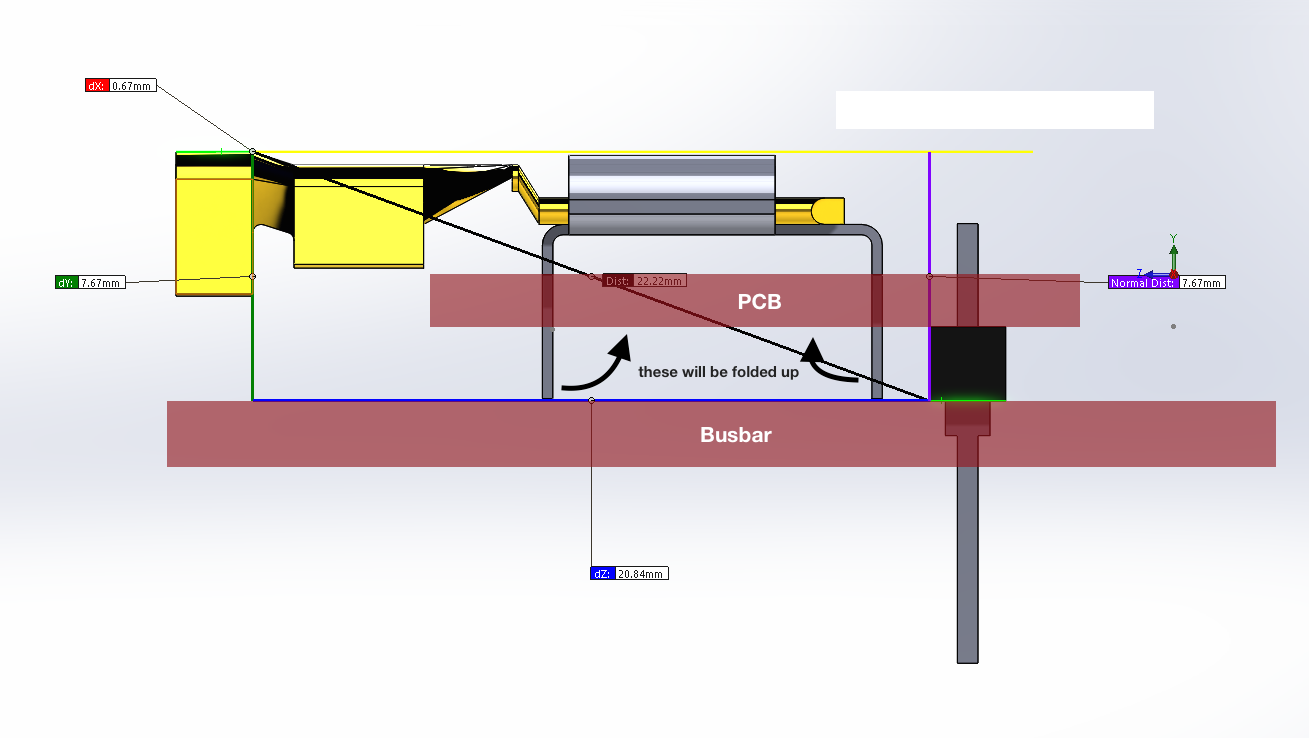 dX: 0.67mm
Y
Z
dY: 7.67mm
Dist: 22.22mm
Normal Dist: 7.67mm
PCB
these will be folded up
Busbar
dZ: 20.84mm